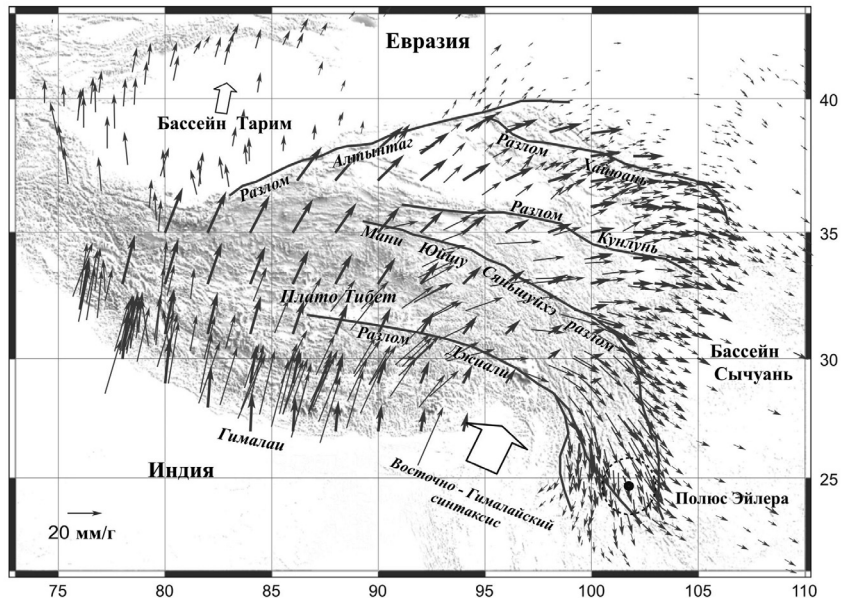 Евразия
Бассейн Тарим
40
Разлом Алтынтаг
Разлом Хайюань
Разлом Кунлунь
35
Мани Юйшу Сяньшуйхэ разлом
Плато Тибет
Разлом Джиали
Бассейн
Сычуань
30
Гималаи
Индия
Восточно - Гималайский
синтаксис
25
Полюс Эйлера
20 мм/г
75 80 85 90 95 100 105 110